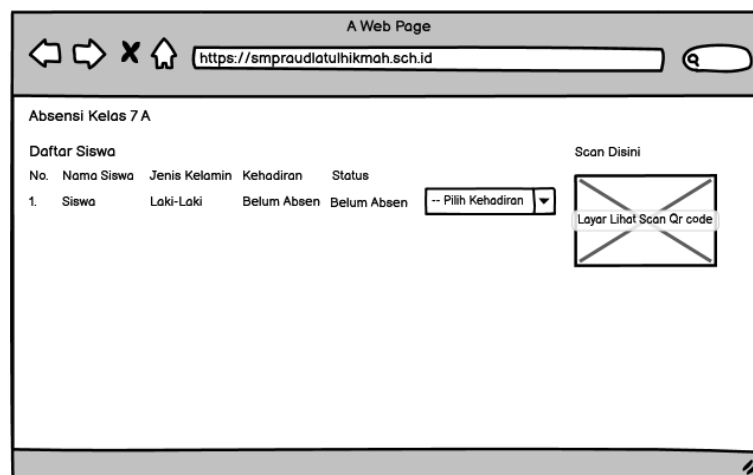 A Web Page
https://smpraudlatulhikmah.sch.id
Absensi Kelas 7 A
Daftar Siswa
Scan Disini
No. Nama Siswa Jenis Kelamin Kehadiran Status
1. Siswa Laki-Laki Belum Absen Belum Absen -- Pilih Kehadiran
Layar Lihat Scan Qr code